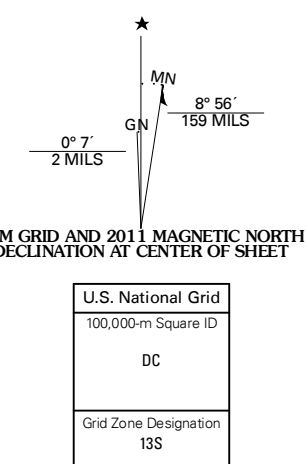 ★
MN
GN
8° 56´
159 MILS
0° 7´
2 MILS
M GRID AND 2011 MAGNETIC NORTH
DECLINATION AT CENTER OF SHEET
U.S. National Grid
100,000-m Square ID
DC
Grid Zone Designation
13S